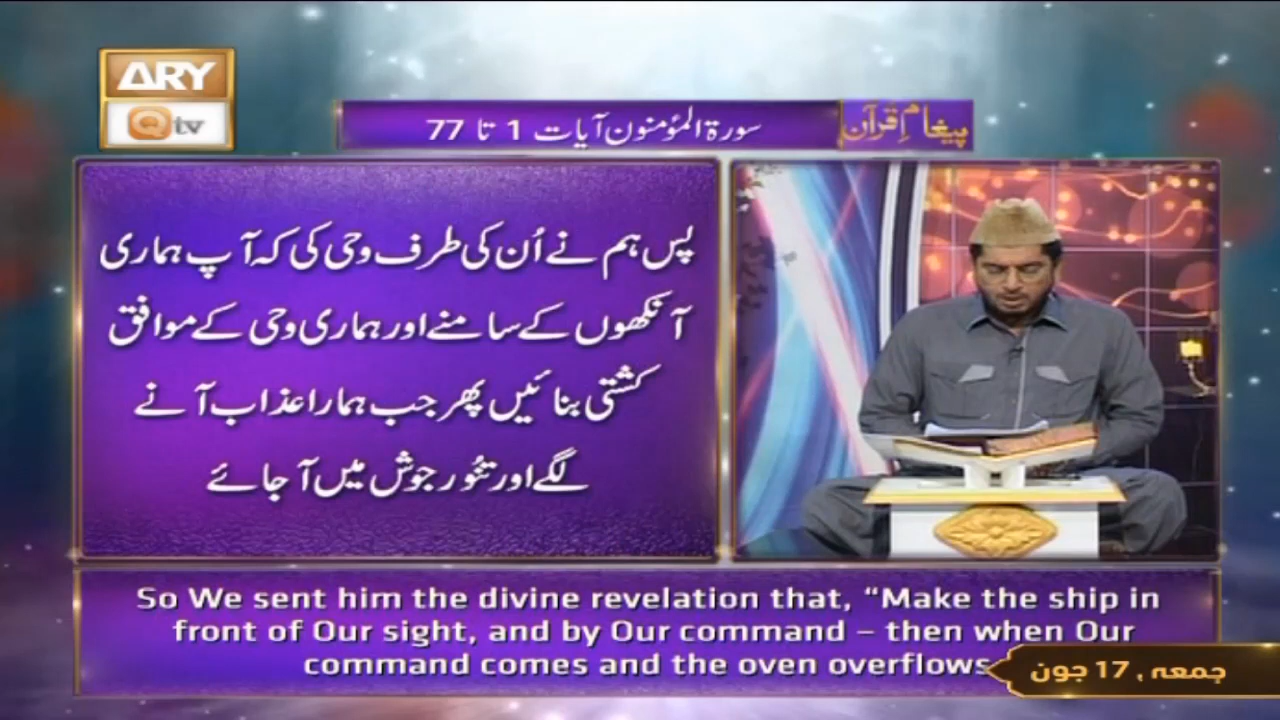 ARY
Qtv
سورۃ المؤمنون آیات 1 تا 77
پیغامِ قرآن
پس ہم نے اُن کی طرف وحی کی کہ آپ ہماری
آنکھوں کے سامنے اور ہماری وحی کے موافق
کشتی بنائیں پھر جب ہمارا عذاب آنے
لگے اور تنُور جوش میں آ جائے
So We sent him the divine revelation that, “Make the ship in
front of Our sight, and by Our command – then when Our
command comes and the oven overflows
جمعہ , 17 جون